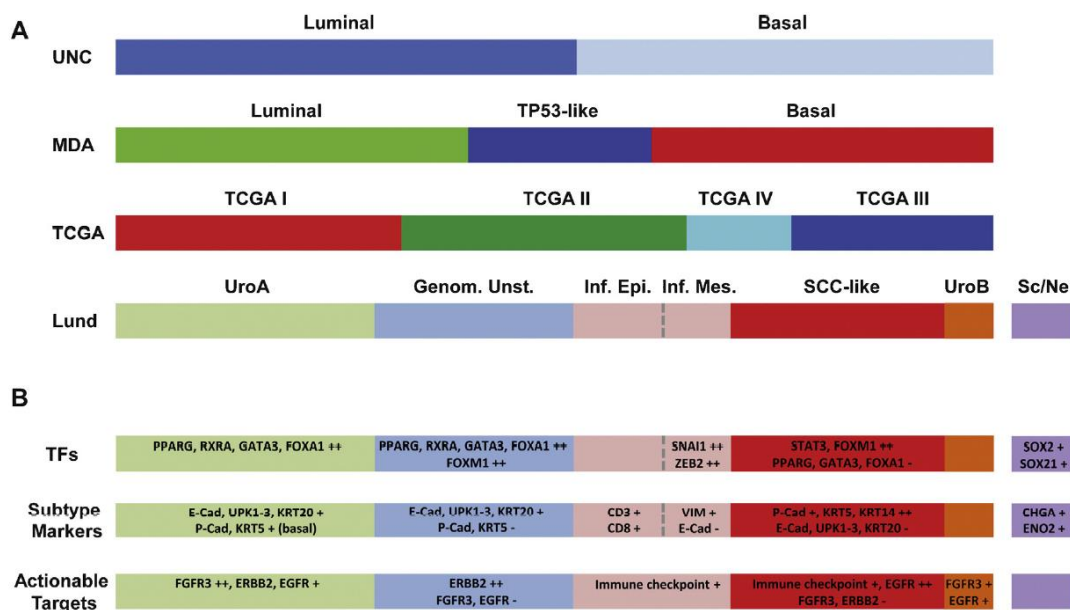 A
Luminal Basal
UNC
Luminal TP53-like Basal
MDA
TCGA I TCGA II TCGA IV TCGA III
TCGA
UroA Genom. Unst. Inf. Epi. Inf. Mes. SCC-like UroB Sc/Ne
Lund
B
TFs
PPARG, RXRA, GATA3, FOXA1 ++
PPARG, RXRA, GATA3, FOXA1 ++
FOXM1 ++
SNAI1 ++
ZEB2 ++
STAT3, FOXM1 ++
PPARG, GATA3, FOXA1 -
SOX2 +
SOX21 +
Subtype
Markers
E-Cad, UPK1-3, KRT20 +
P-Cad, KRT5 + (basal)
E-Cad, UPK1-3, KRT20 +
P-Cad, KRT5 -
CD3 +
CD8 +
VIM +
E-Cad -
P-Cad +, KRT5, KRT14 ++
E-Cad, UPK1-3, KRT20 -
CHGA +
ENO2 +
Actionable
Targets
FGFR3 ++, ERBB2, EGFR +
ERBB2 ++
FGFR3, EGFR -
Immune checkpoint +
Immune checkpoint +, EGFR ++
FGFR3, ERBB2 -
FGFR3 +
EGFR +